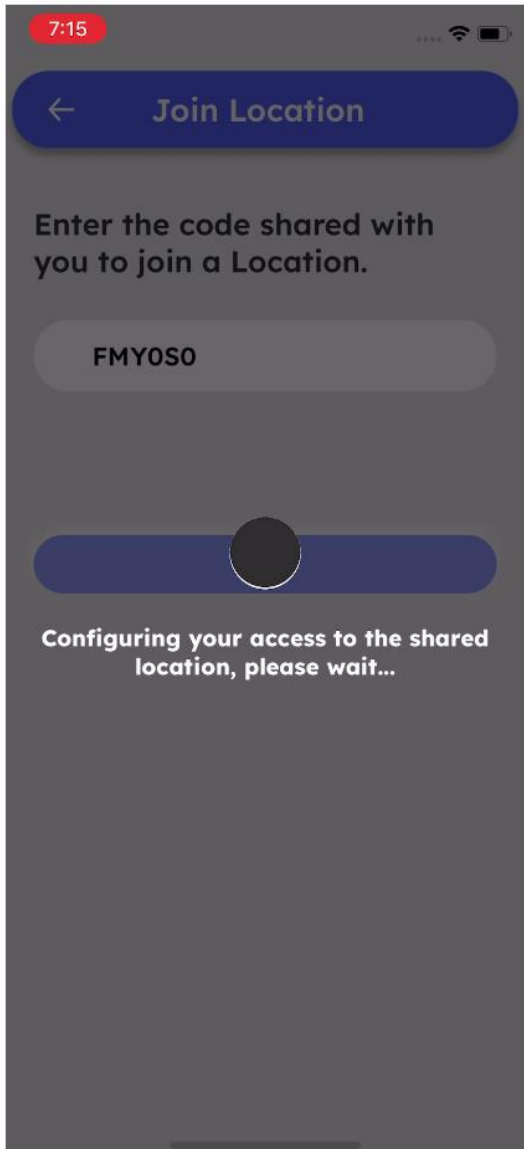 7:15
Join Location
Enter the code shared with
you to join a Location.
FMY0S0
Configuring your access to the shared
location, please wait...